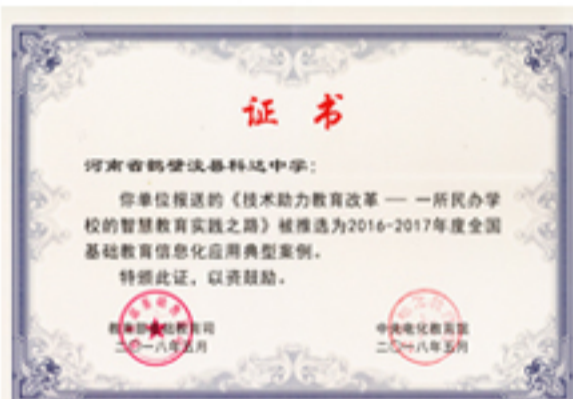 证书
河南省鹤壁浚县科达中学：
你单位报送的《技术助力教育改革 —— 一所民办学
校的智慧教育实践之路》被推选为2016-2017年度全国
基础教育信息化应用典型案例。
特颁此证，以资鼓励。
教育部基础教育司
中央电化教育馆
二〇一八年五月
二〇一八年五月